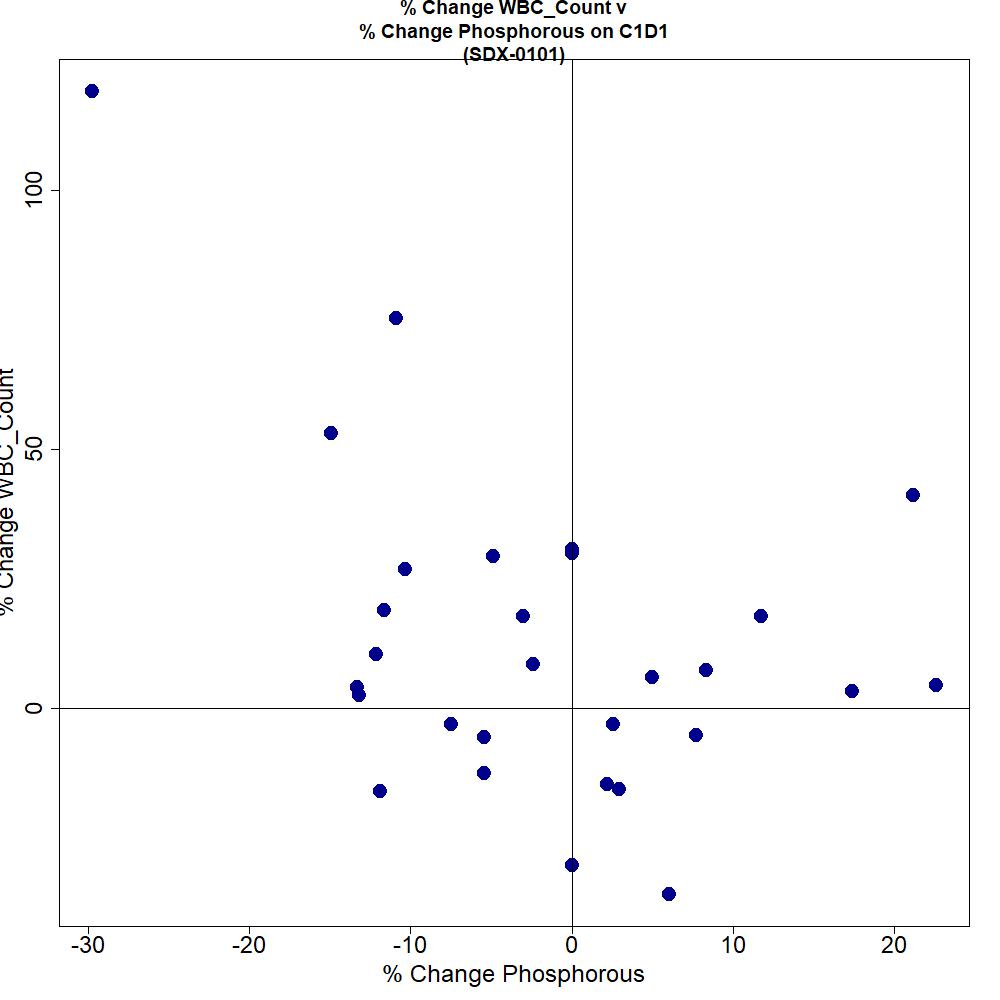 % Change WBC_Count v
% Change Phosphorous on C1D1
(SDX-0101)
% Change WBC_Count
100
50
0
-30
-20
-10
0
10
20
% Change Phosphorous